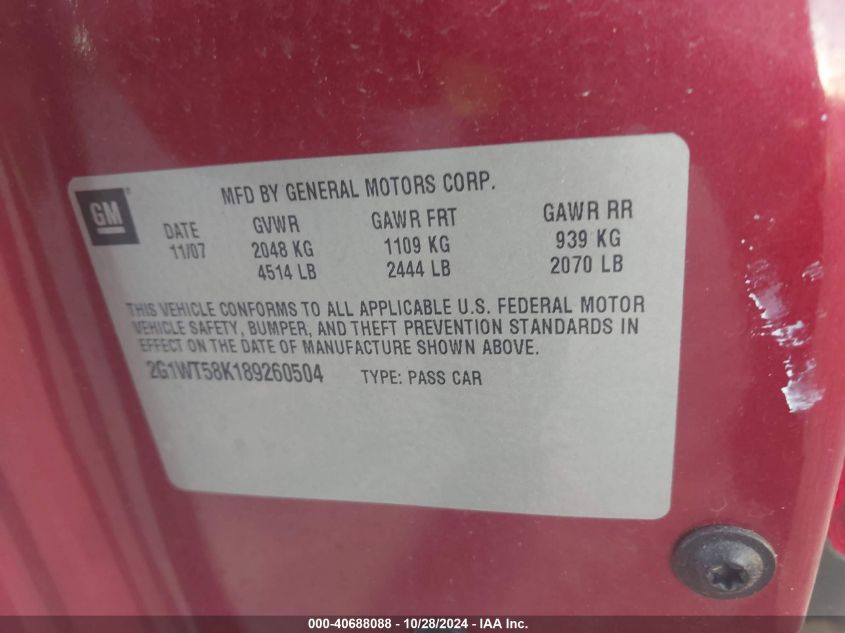 MFD BY GENERAL MOTORS CORP.
GM
DATE GVWR GAWR FRT GAWR RR
11/07 2048 KG 1109 KG 939 KG
4514 LB 2444 LB 2070 LB
THIS VEHICLE CONFORMS TO ALL APPLICABLE U.S. FEDERAL MOTOR
VEHICLE SAFETY, BUMPER, AND THEFT PREVENTION STANDARDS IN
EFFECT ON THE DATE OF MANUFACTURE SHOWN ABOVE.
2G1WT58K189260504 TYPE: PASS CAR
000-40688088 - 10/28/2024 - IAA Inc.